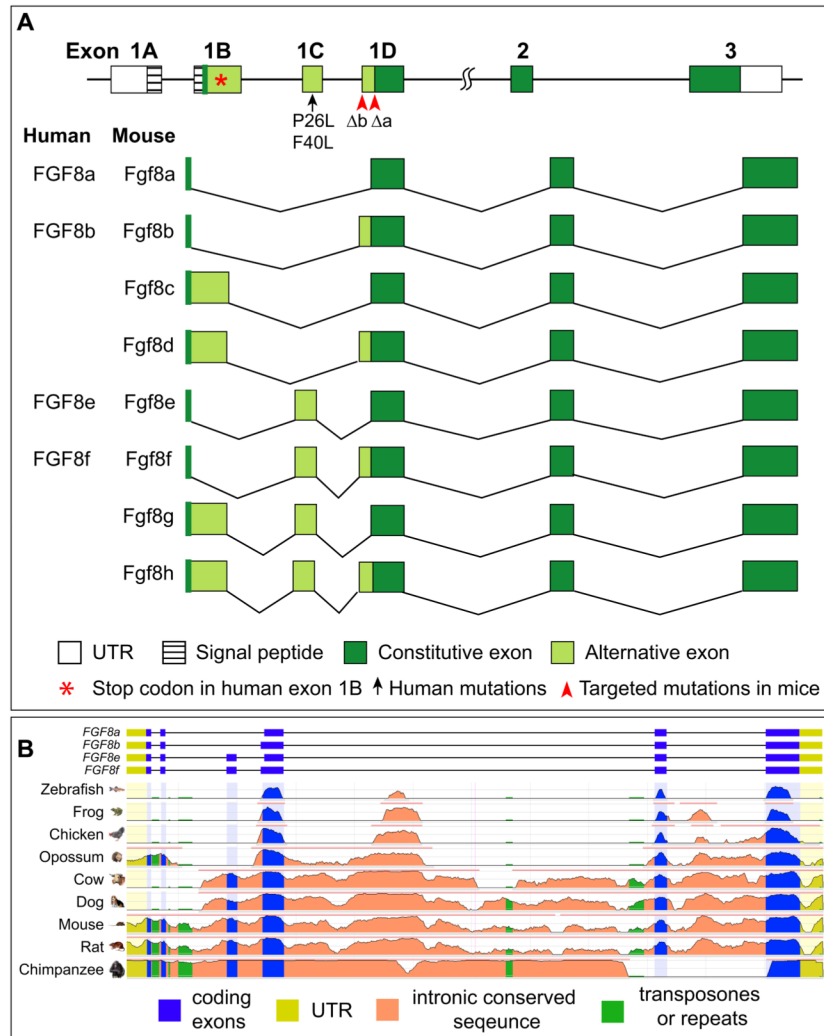 A
Exon 1A 1B 1C 1D 2 3
*
P26L Δb Δa
F40L
Human Mouse
FGF8a Fgf8a
FGF8b Fgf8b
Fgf8c
Fgf8d
FGF8e Fgf8e
FGF8f Fgf8f
Fgf8g
Fgf8h
UTR Signal peptide Constitutive exon Alternative exon
* Stop codon in human exon 1B Human mutations Targeted mutations in mice
B
FGF8a
FGF8b
FGF8e
FGF8f
Zebrafish
Frog
Chicken
Opossum
Cow
Dog
Mouse
Rat
Chimpanzee
coding exons UTR intronic conserved seqeunce transposones or repeats